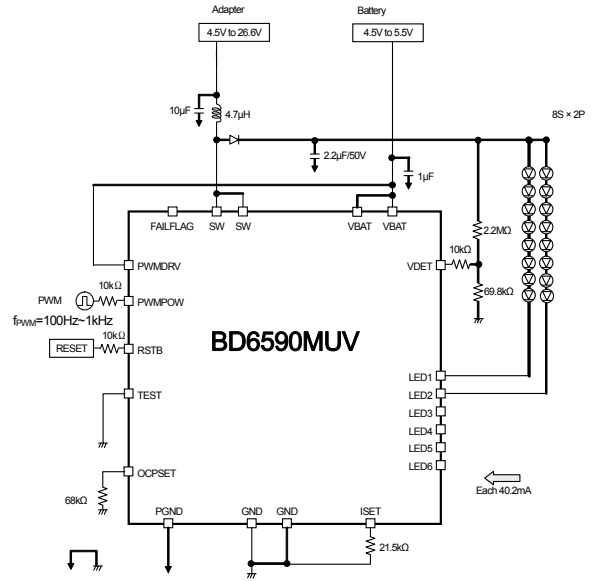 Adapter
Battery
4.5V to 26.6V
4.5V to 5.5V
10µF
4.7µH
8S × 2P
2.2µF/50V
1µF
FAILFLAG
SW
SW
VBAT
VBAT
2.2MΩ
PWMDRV
VDET
10kΩ
10kΩ
PWM
PWMPOW
69.8kΩ
fPWM=100Hz~1kHz
10kΩ
RESET
RSTB
BD6590MUV
LED1
TEST
LED2
LED3
LED4
LED5
LED6
OCPSET
Each 40.2mA
68kΩ
PGND
GND
GND
ISET
21.5kΩ